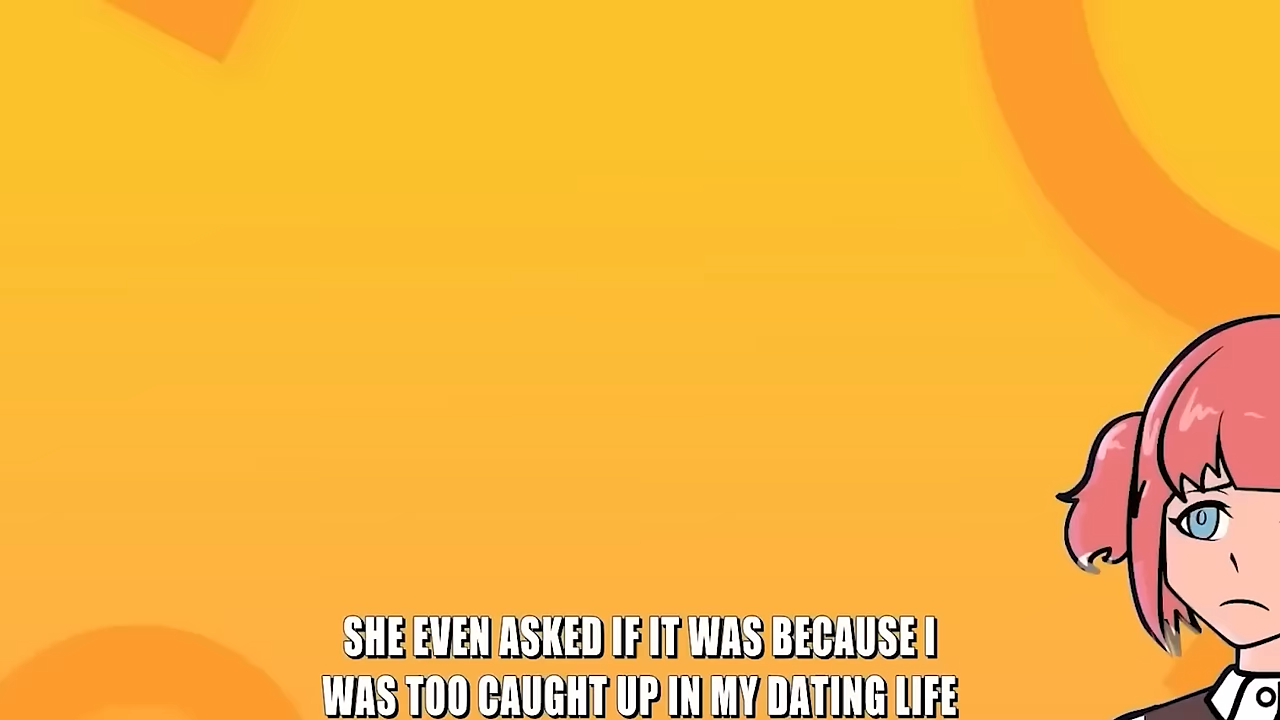 SHE EVEN ASKED IF IT WAS BECAUSE I
WAS TOO CAUGHT UP IN MY DATING LIFE